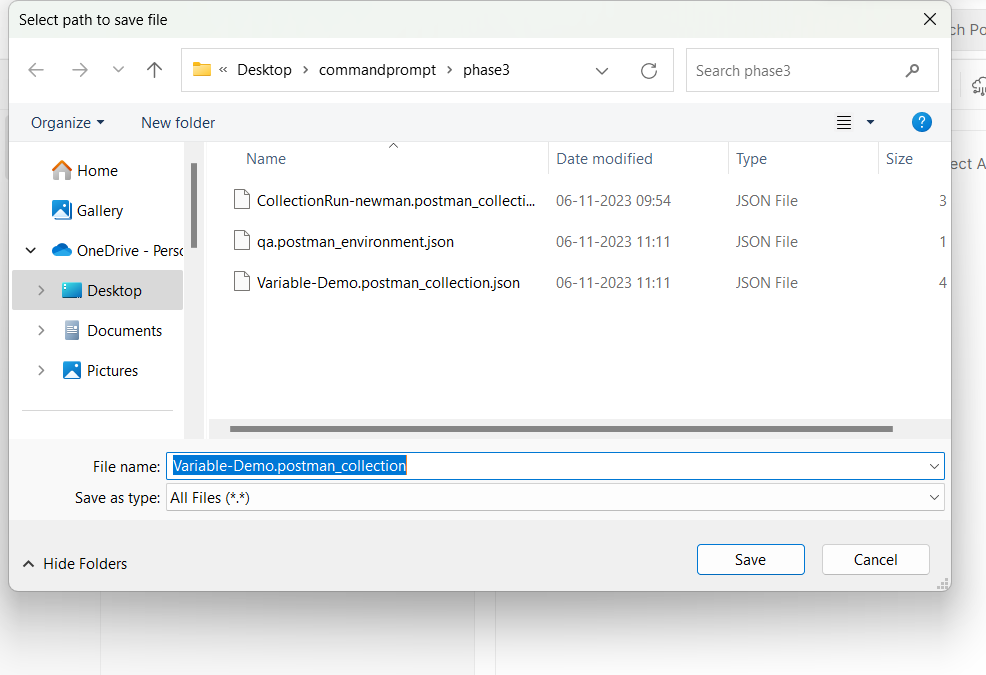 Select path to save file
ch Po
« Desktop > commandprompt > phase3
Search phase3
Organize
New folder
?
ect A
Name
Date modified
Type
Size
Home
Gallery
OneDrive - Perso
Desktop
Documents
Pictures
CollectionRun-newman.postman_collecti... 06-11-2023 09:54 JSON File 3
qa.postman_environment.json 06-11-2023 11:11 JSON File 1
Variable-Demo.postman_collection.json 06-11-2023 11:11 JSON File 4
File name: Variable-Demo.postman_collection
Save as type: All Files (*.*)
Hide Folders
Save
Cancel